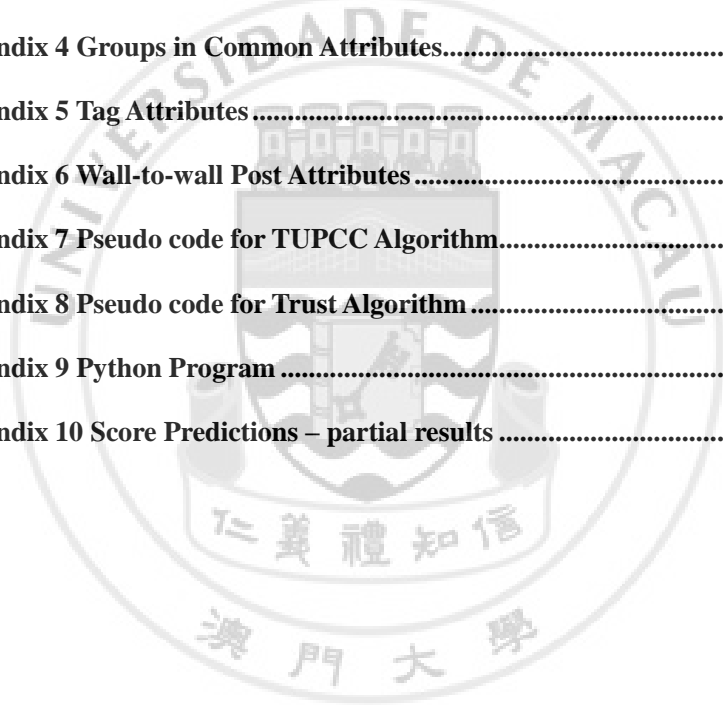 ndix 4 Groups in Common Attributes.......................................
ndix 5 Tag Attributes..................................................................
ndix 6 Wall-to-wall Post Attributes...........................................
ndix 7 Pseudo code for TUPCC Algorithm...............................
ndix 8 Pseudo code for Trust Algorithm...................................
ndix 9 Python Program..............................................................
ndix 10 Score Predictions – partial results...............................
UNIVERSIDADE DE MACAU
仁義禮知信
澳門大學